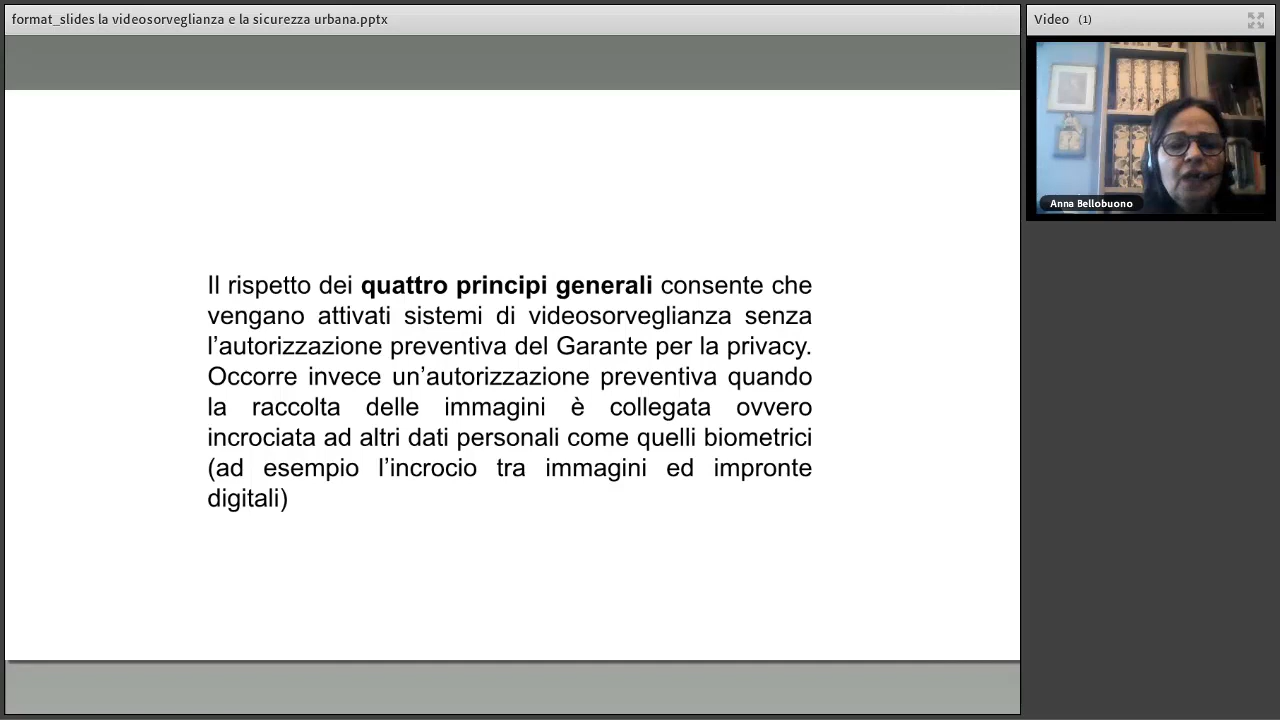 format_slides la videosorveglianza e la sicurezza urbana.pptx
Video (1)
Anna Bellobuono
Il rispetto dei quattro principi generali consente che
vengano attivati sistemi di videosorveglianza senza
l’autorizzazione preventiva del Garante per la privacy.
Occorre invece un’autorizzazione preventiva quando
la raccolta delle immagini è collegata ovvero
incrociata ad altri dati personali come quelli biometrici
(ad esempio l’incrocio tra immagini ed impronte
digitali)